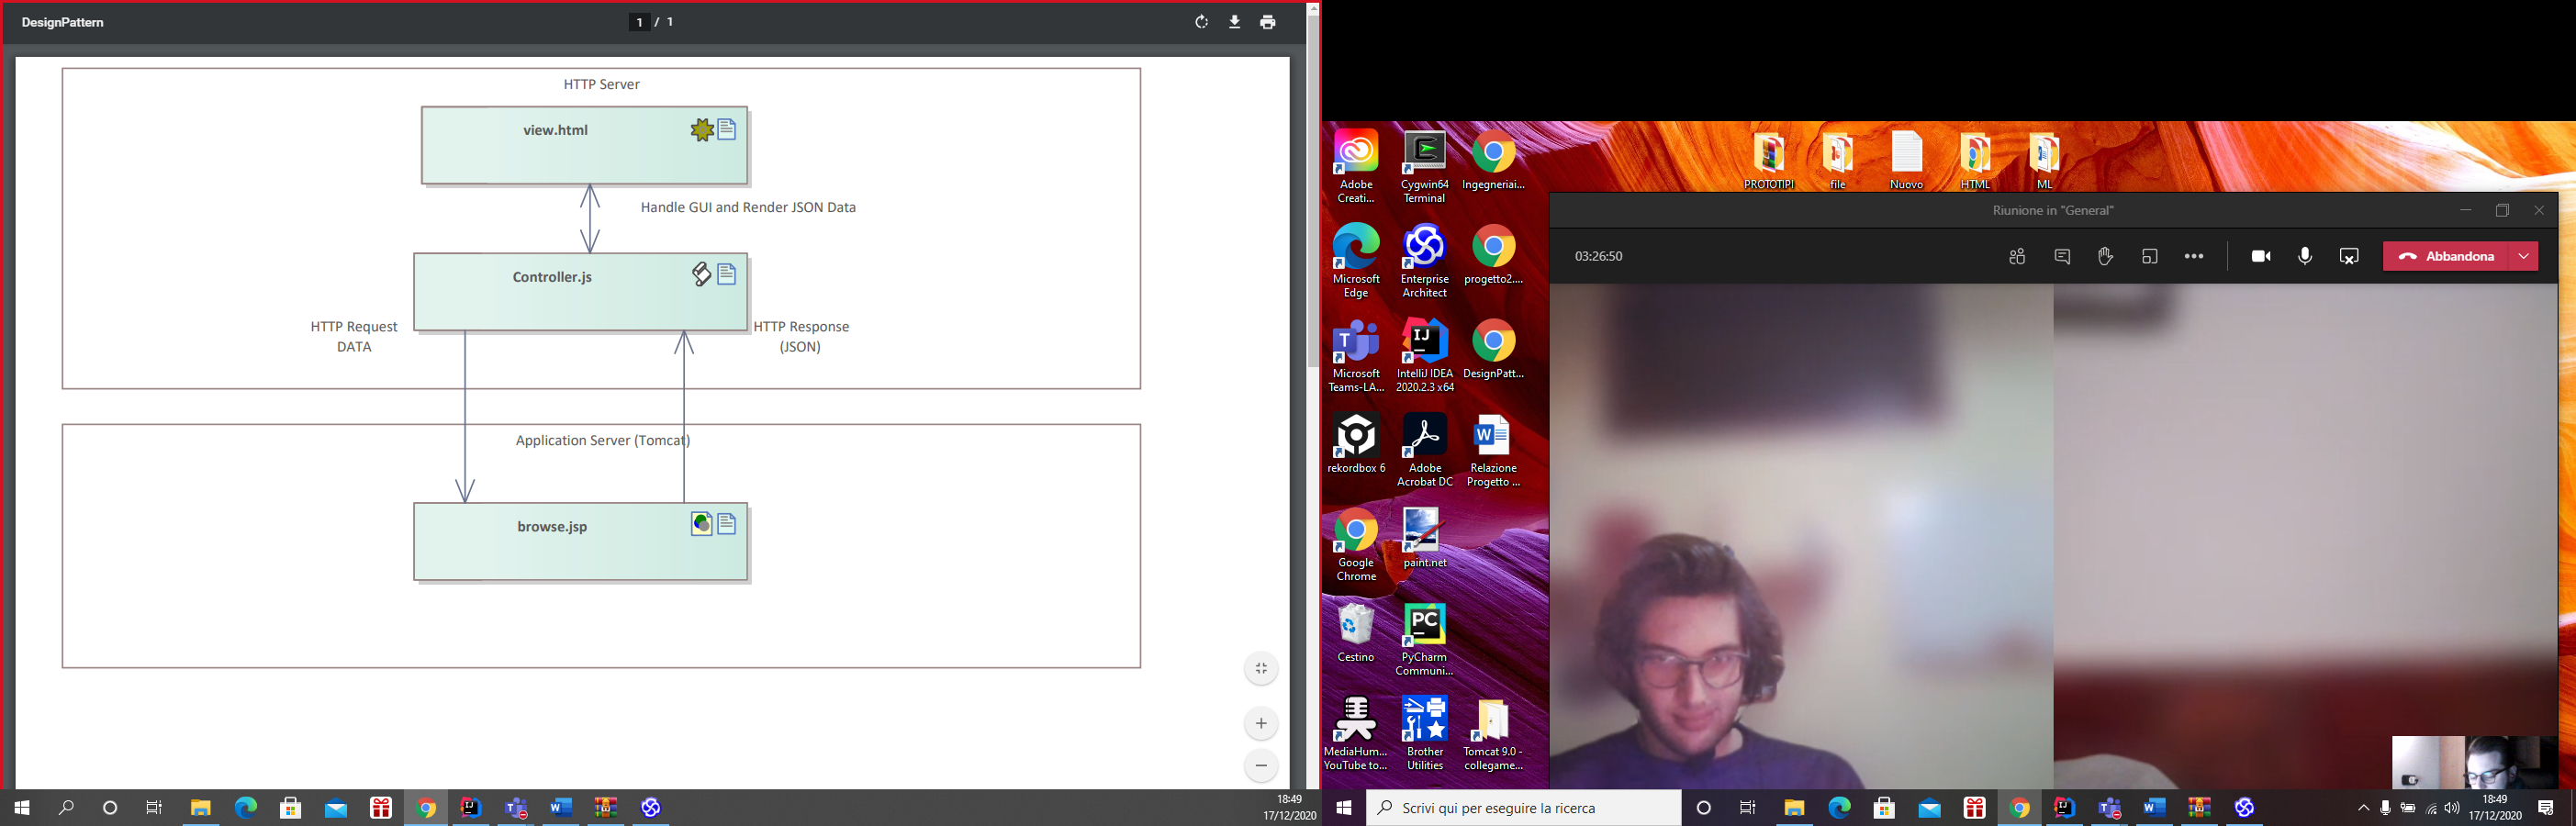 DesignPattern
1 / 1
HTTP Server
view.html
Handle GUI and Render JSON Data
Controller.js
HTTP Request
DATA
HTTP Response
(JSON)
Application Server (Tomcat)
browse.jsp
18:49
17/12/2020
Adobe
Creati...
Cygwin64
Terminal
Ingegneriai...
PROTOTIPI
file
Nuovo
HTML
ML
Microsoft
Edge
Enterprise
Architect
progetto2....
Microsoft
Teams-LA...
IntelliJ IDEA
2020.2.3 x64
DesignPatt...
rekordbox 6
Adobe
Acrobat DC
Relazione
Progetto ...
Google
Chrome
paint.net
Cestino
PyCharm
Communi...
MediaHum...
YouTube to...
Brother
Utilities
Tomcat 9.0 -
collegame...
Riunione in "General"
03:26:50
Abbandona
Scrivi qui per eseguire la ricerca
18:49
17/12/2020